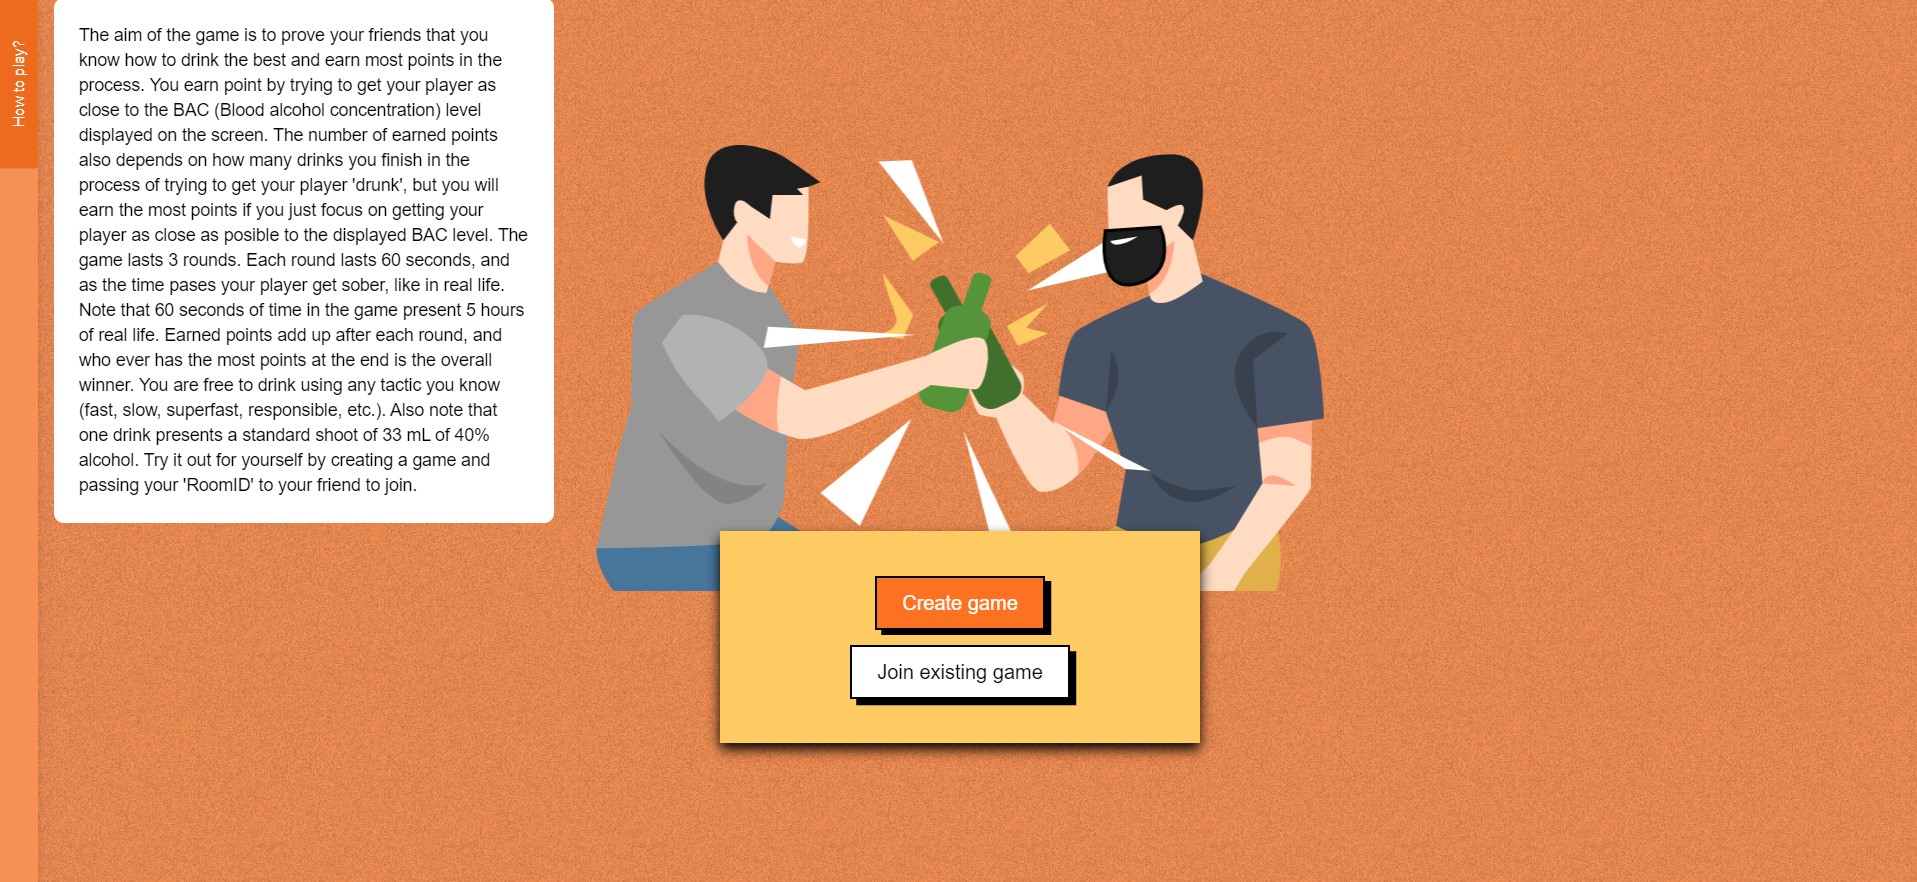 How to play?
The aim of the game is to prove your friends that you
know how to drink the best and earn most points in the
process. You earn point by trying to get your player as
close to the BAC (Blood alcohol concentration) level
displayed on the screen. The number of earned points
also depends on how many drinks you finish in the
process of trying to get your player 'drunk', but you will
earn the most points if you just focus on getting your
player as close as posible to the displayed BAC level. The
game lasts 3 rounds. Each round lasts 60 seconds, and
as the time pases your player get sober, like in real life.
Note that 60 seconds of time in the game present 5 hours
of real life. Earned points add up after each round, and
who ever has the most points at the end is the overall
winner. You are free to drink using any tactic you know
(fast, slow, superfast, responsible, etc.). Also note that
one drink presents a standard shoot of 33 mL of 40%
alcohol. Try it out for yourself by creating a game and
passing your 'RoomID' to your friend to join.
Create game
Join existing game